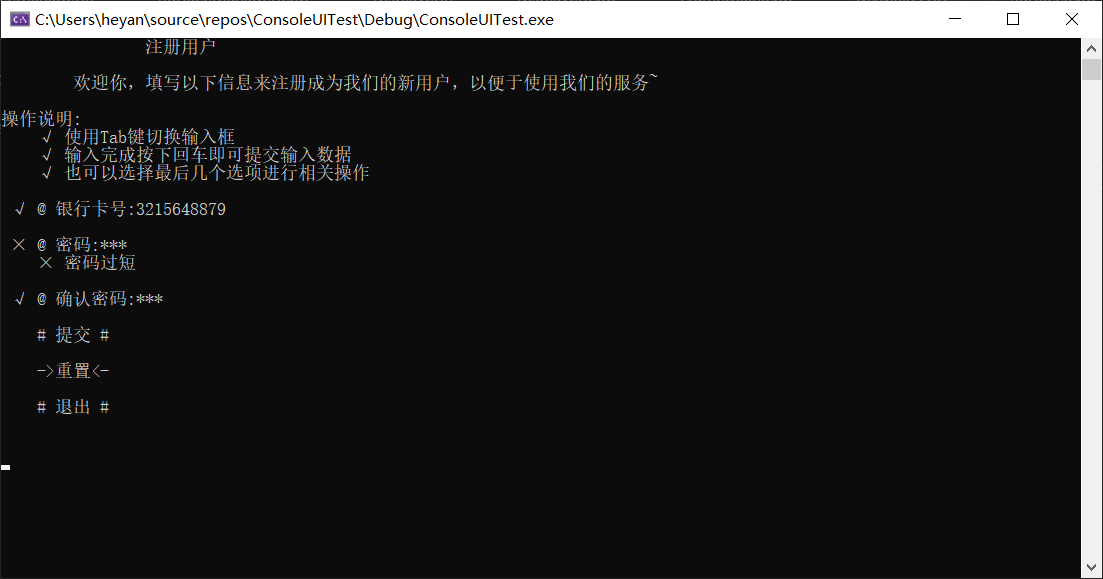 C:\Users\heyan\source\repos\ConsoleUITest\Debug\ConsoleUITest.exe
注册用户
欢迎你，填写以下信息来注册成为我们的新用户，以便于使用我们的服务~
操作说明:
√ 使用Tab键切换输入框
√ 输入完成按下回车即可提交输入数据
√ 也可以选择最后几个选项进行相关操作
√ @ 银行卡号:3215648879
× @ 密码:***
× 密码过短
√ @ 确认密码:***
# 提交 #
->重置<-
# 退出 #